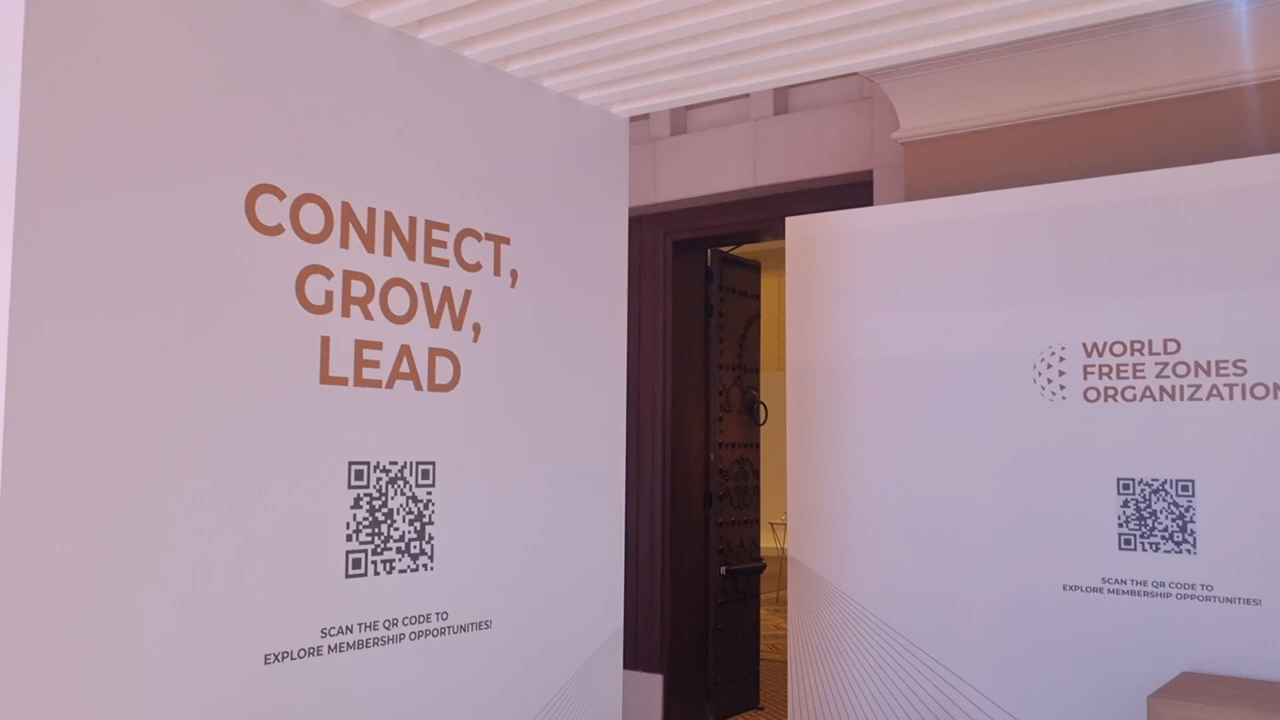 CONNECT,
GROW,
LEAD
SCAN THE QR CODE TO
EXPLORE MEMBERSHIP OPPORTUNITIES!
WORLD
FREE ZONES
ORGANIZATION
SCAN THE QR CODE TO
EXPLORE MEMBERSHIP OPPORTUNITIES!